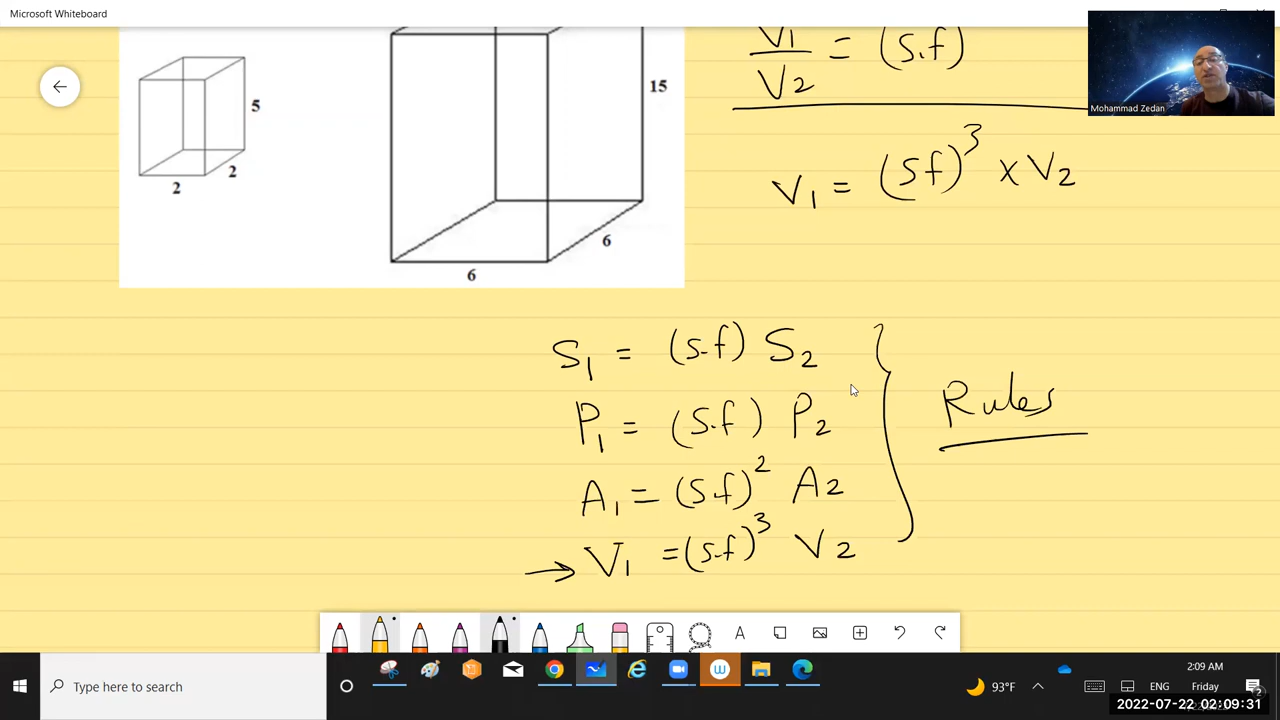 Microsoft Whiteboard
Mohammad Zedan
V1
V2
= (s.f)
V1 = (Sf)^3 x V2
5
2
2
15
6
6
S1 = (s.f) S2
P1 = (S.f) P2
A1 = (s.f)^2 A2
→ V1 = (s.f)^3 V2
Rules
A
Type here to search
W
93°F
ENG
2:09 AM
Friday
2
2022-07-22 02:09:31